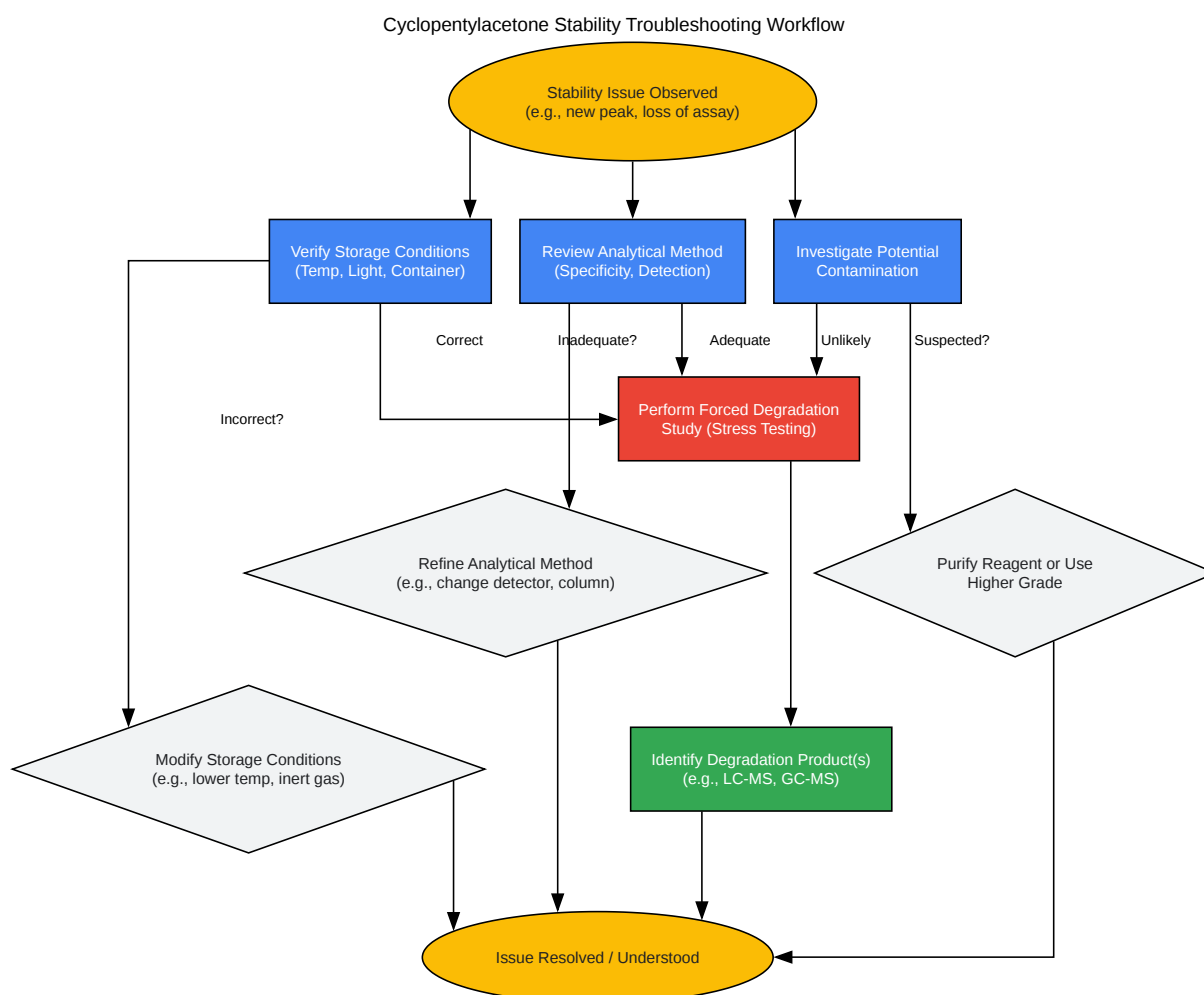 Cyclopentylacetone Stability Troubleshooting Workflow
Stability Issue Observed
(e.g., new peak, loss of assay)
Verify Storage Conditions
(Temp, Light, Container)
Review Analytical Method
(Specificity, Detection)
Investigate Potential
Contamination
Correct
Inadequate?
Adequate
Unlikely
Suspected?
Incorrect?
Perform Forced Degradation
Study (Stress Testing)
Refine Analytical Method
(e.g., change detector, column)
Purify Reagent or Use
Higher Grade
Modify Storage Conditions
(e.g., lower temp, inert gas)
Identify Degradation Product(s)
(e.g., LC-MS, GC-MS)
Issue Resolved / Understood